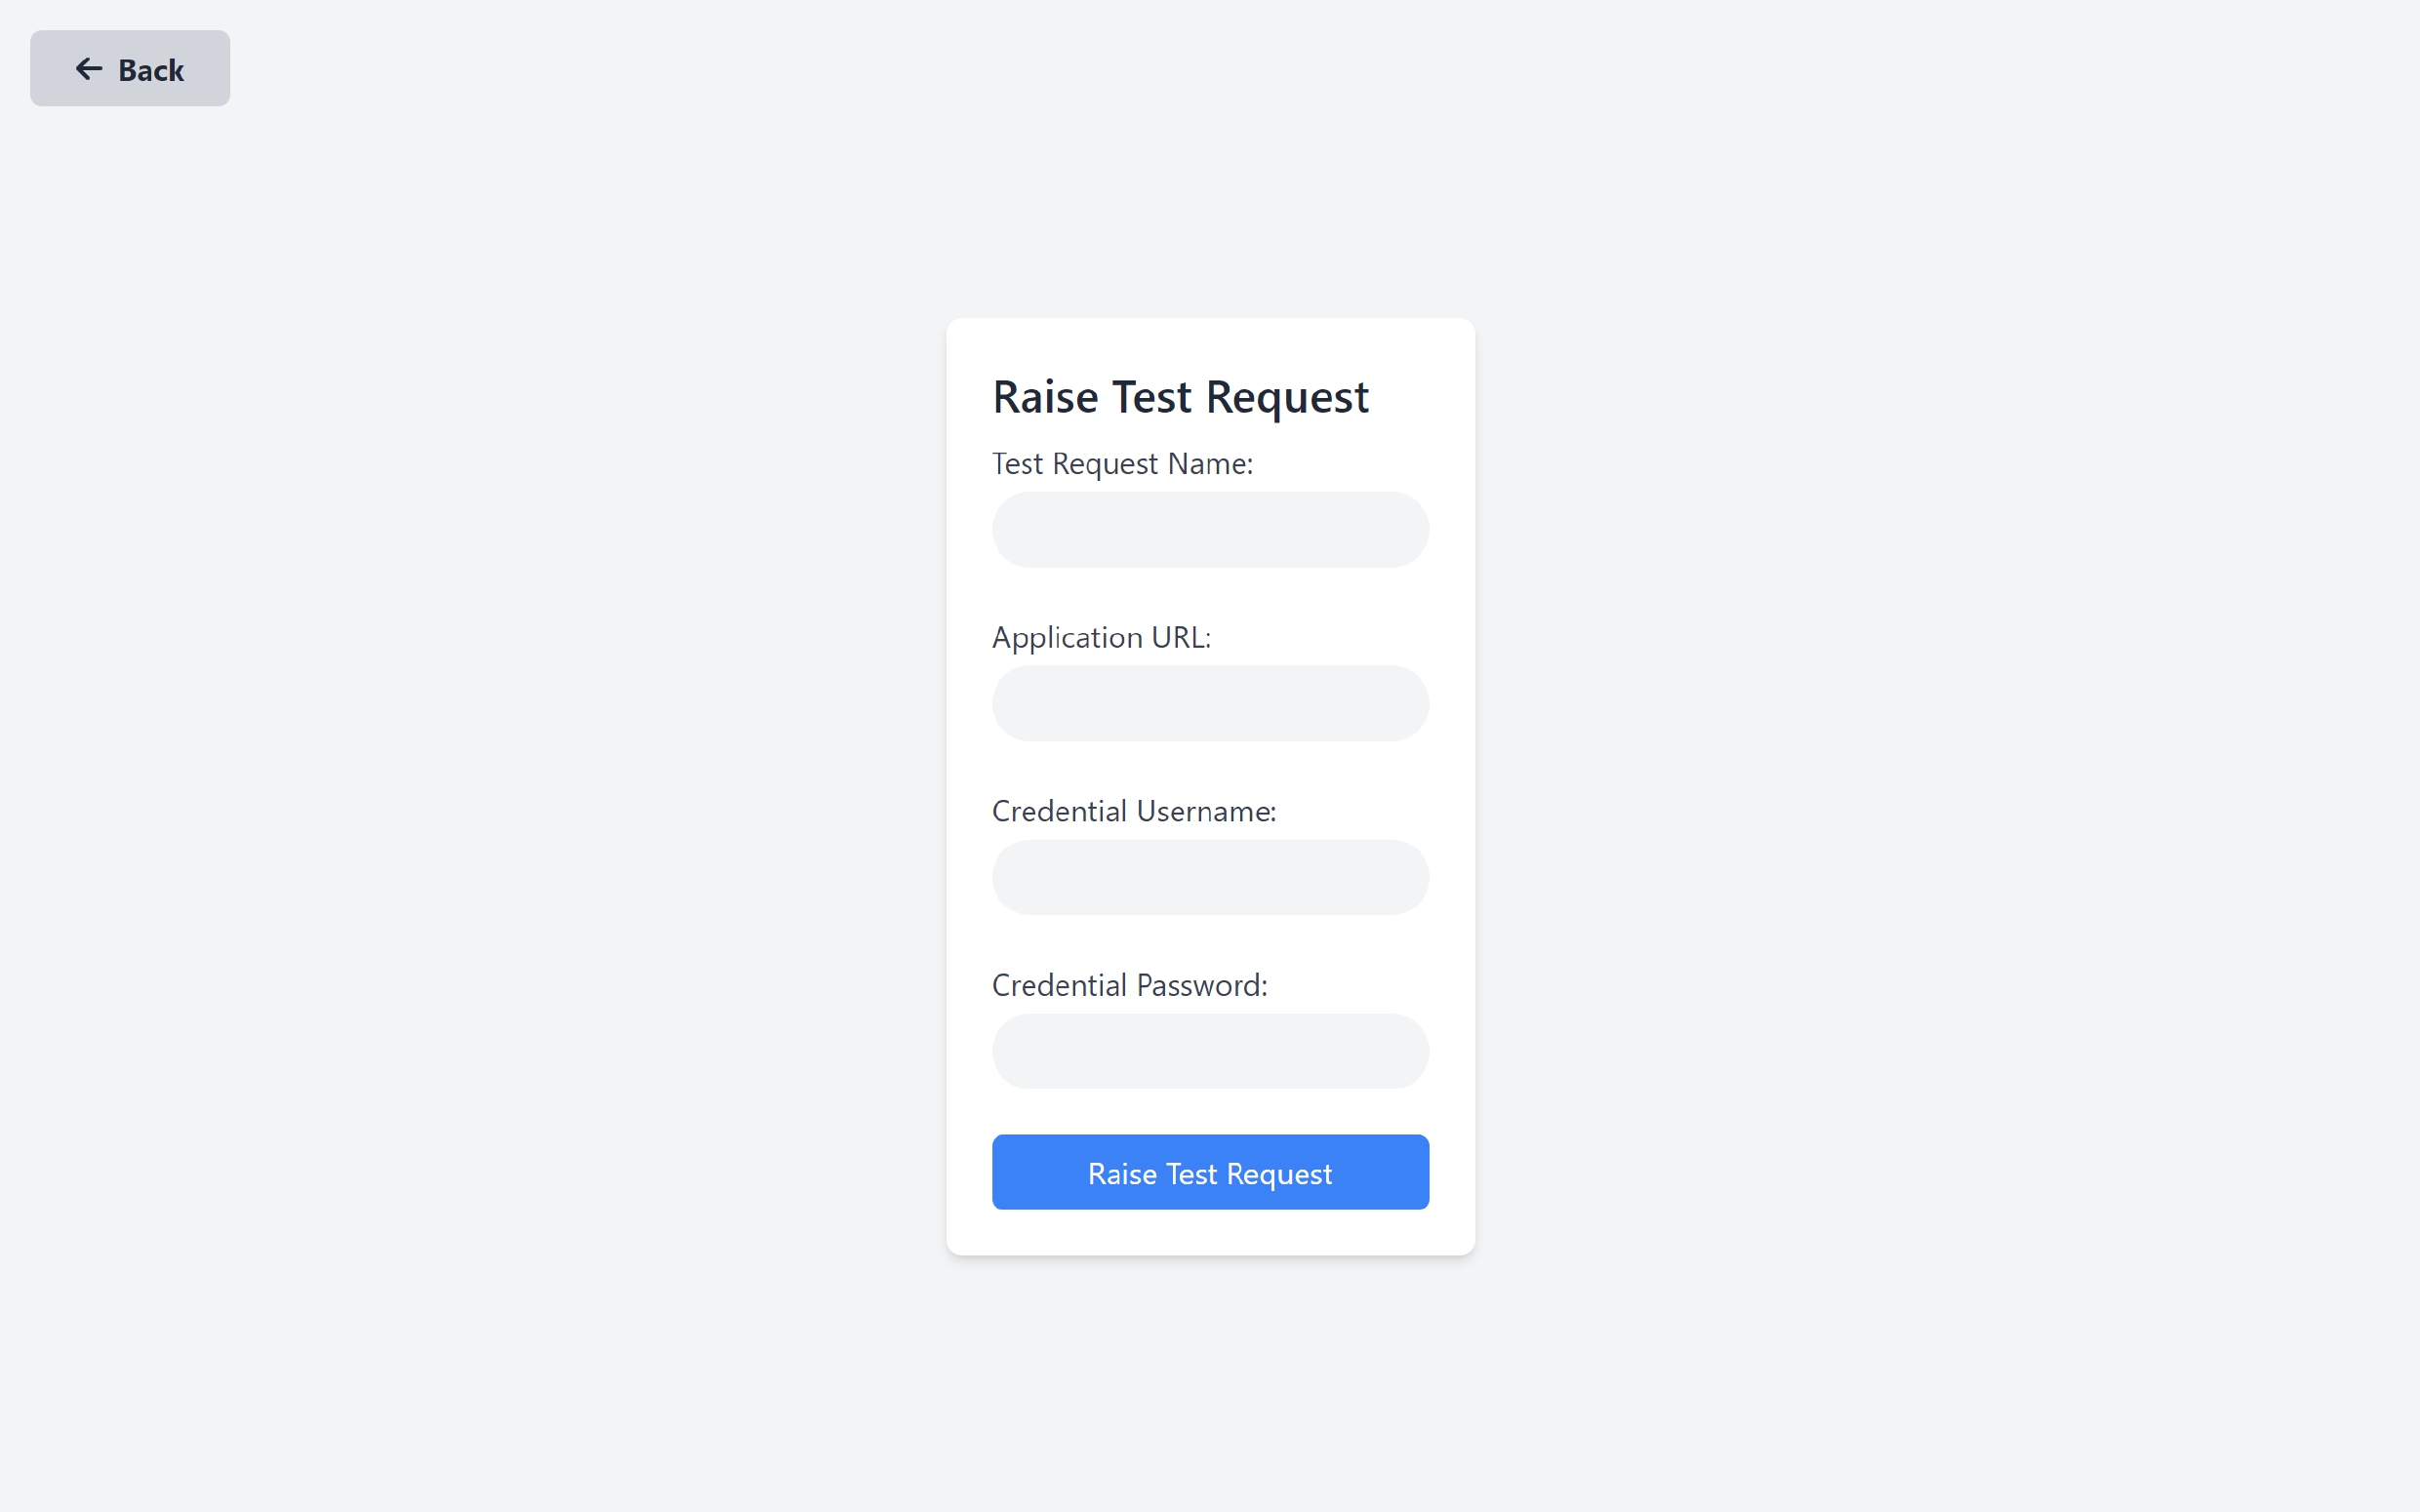 Back
Raise Test Request
Test Request Name:
Application URL:
Credential Username:
Credential Password:
Raise Test Request